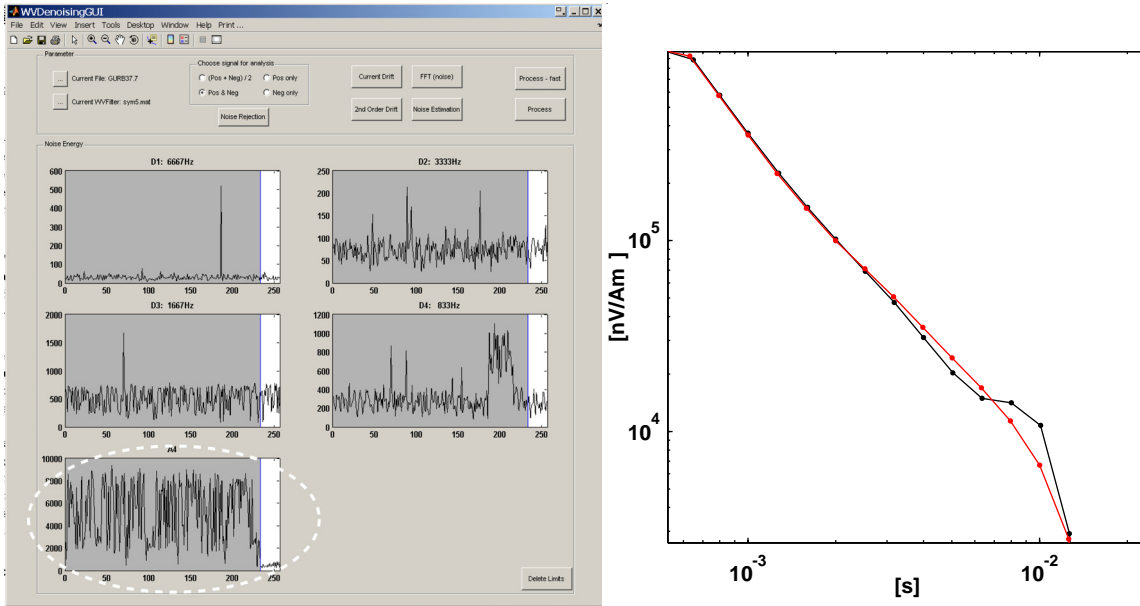 WVDenoisingGUI
File Edit View Insert Tools Desktop Window Help Print ...
Parameter
... Current File: GURB37.7
... Current WVFilter: sym5.mat
Choose signal for analysis
(Pos + Neg) / 2 Pos only
Pos & Neg Neg only
Noise Rejection
Current Drift FFT (noise) Process - fast
2nd Order Drift Noise Estimation Process
Noise Energy
D1: 6667Hz
600
500
400
300
200
100
0
0 50 100 150 200 250
D2: 3333Hz
250
200
150
100
50
0
0 50 100 150 200 250
D3: 1667Hz
2000
1500
1000
500
0
0 50 100 150 200 250
D4: 833Hz
1200
1000
800
600
400
200
0
0 50 100 150 200 250
A4
10000
8000
6000
4000
2000
0
0 50 100 150 200 250
Delete Limits
[nV/Am ]
10^5
10^4
10^-3 10^-2
[s]